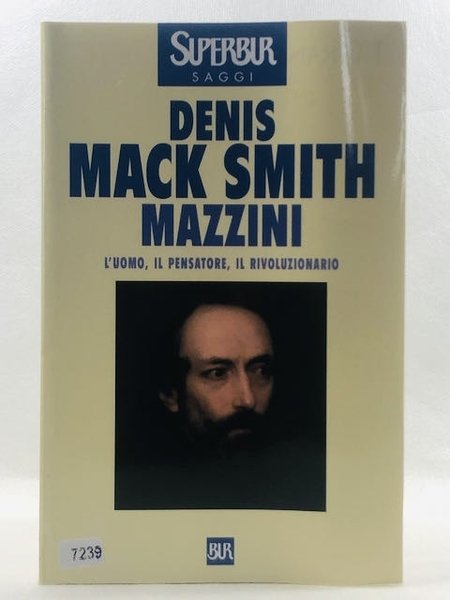 SUPERBUR
SAGGI
DENIS
MACK SMITH
MAZZINI
L'UOMO, IL PENSATORE, IL RIVOLUZIONARIO
7239
BUR